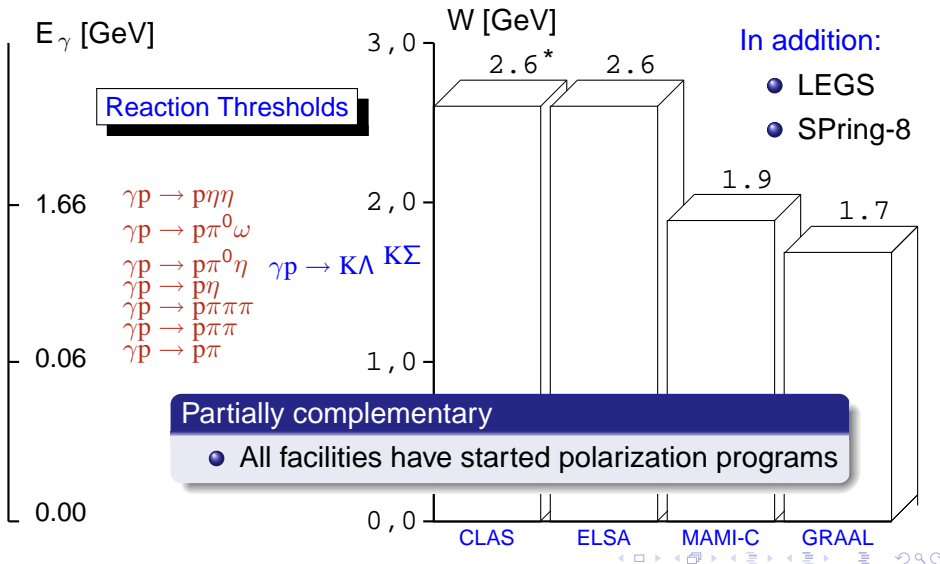 E γ [GeV]
W [GeV]
In addition:
LEGS
SPring-8
Reaction Thresholds
3,0
2,0
1,0
0,0
2.6*
2.6
1.9
1.7
1.66
0.06
0.00
γp → pηη
γp → pπ⁰ω
γp → pπ⁰η
γp → KΛ KΣ
γp → pη
γp → pπππ
γp → pππ
γp → pπ
Partially complementary
All facilities have started polarization programs
CLAS
ELSA
MAMI-C
GRAAL